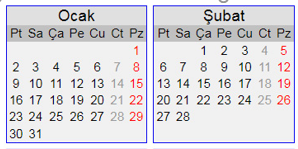 Ocak
Pt Sa Ça Pe Cu Ct Pz
1
2 3 4 5 6 7 8
9 10 11 12 13 14 15
16 17 18 19 20 21 22
23 24 25 26 27 28 29
30 31
Şubat
Pt Sa Ça Pe Cu Ct Pz
1 2 3 4 5
6 7 8 9 10 11 12
13 14 15 16 17 18 19
20 21 22 23 24 25 26
27 28